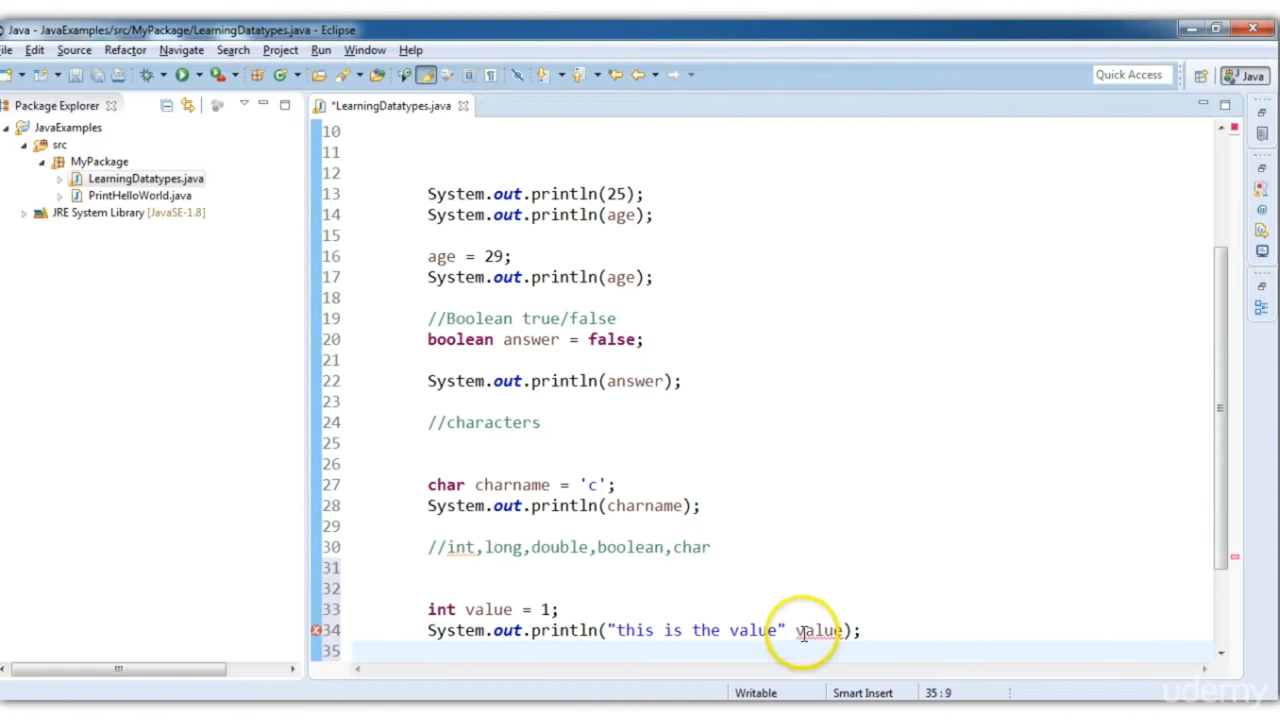 Java - JavaExamples/src/MyPackage/LearningDatatypes.java - Eclipse
ile Edit Source Refactor Navigate Search Project Run Window Help
Quick Access Java
Package Explorer
*LearningDatatypes.java
JavaExamples
src
MyPackage
LearningDatatypes.java
PrintHelloWorld.java
JRE System Library [JavaSE-1.8]
10
11
12
13 System.out.println(25);
14 System.out.println(age);
15
16 age = 29;
17 System.out.println(age);
18
19 //Boolean true/false
20 boolean answer = false;
21
22 System.out.println(answer);
23
24 //characters
25
26
27 char charname = 'c';
28 System.out.println(charname);
29
30 //int,long,double,boolean,char
31
32
33 int value = 1;
34 System.out.println("this is the value" value);
35
Writable Smart Insert 35 : 9
udemy